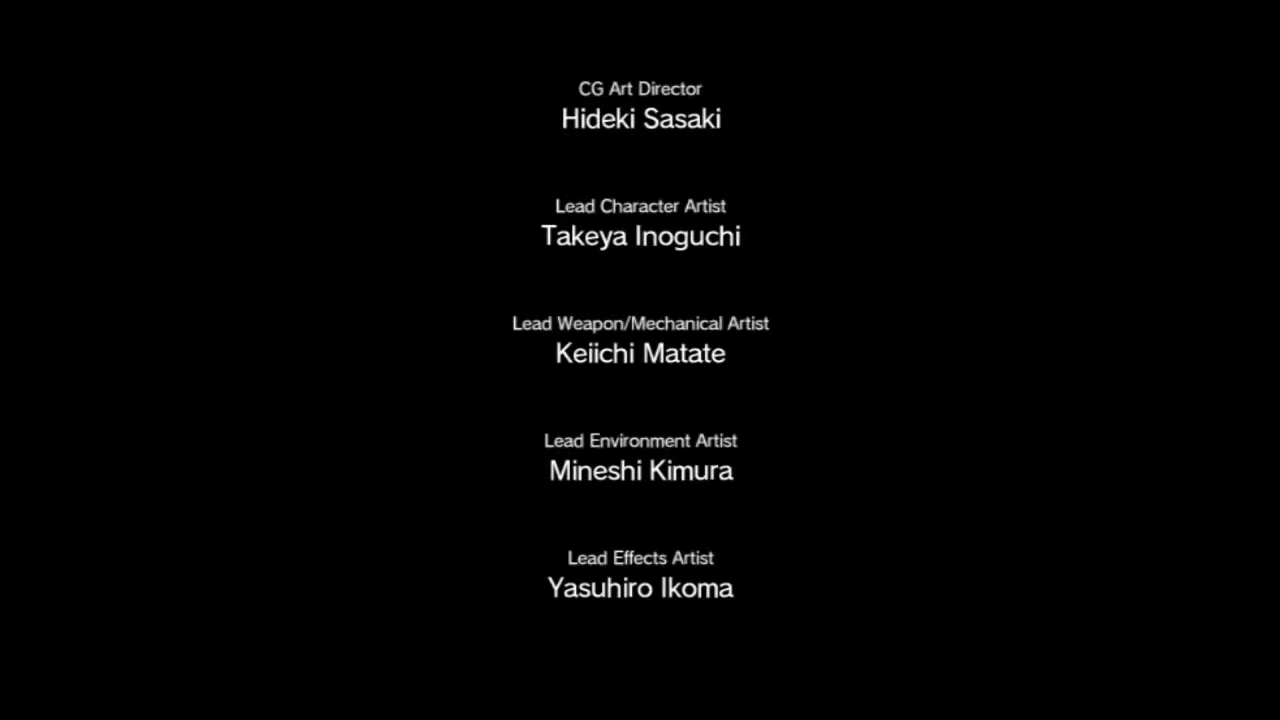 CG Art Director
Hideki Sasaki
Lead Character Artist
Takeya Inoguchi
Lead Weapon/Mechanical Artist
Keiichi Matate
Lead Environment Artist
Mineshi Kimura
Lead Effects Artist
Yasuhiro Ikoma